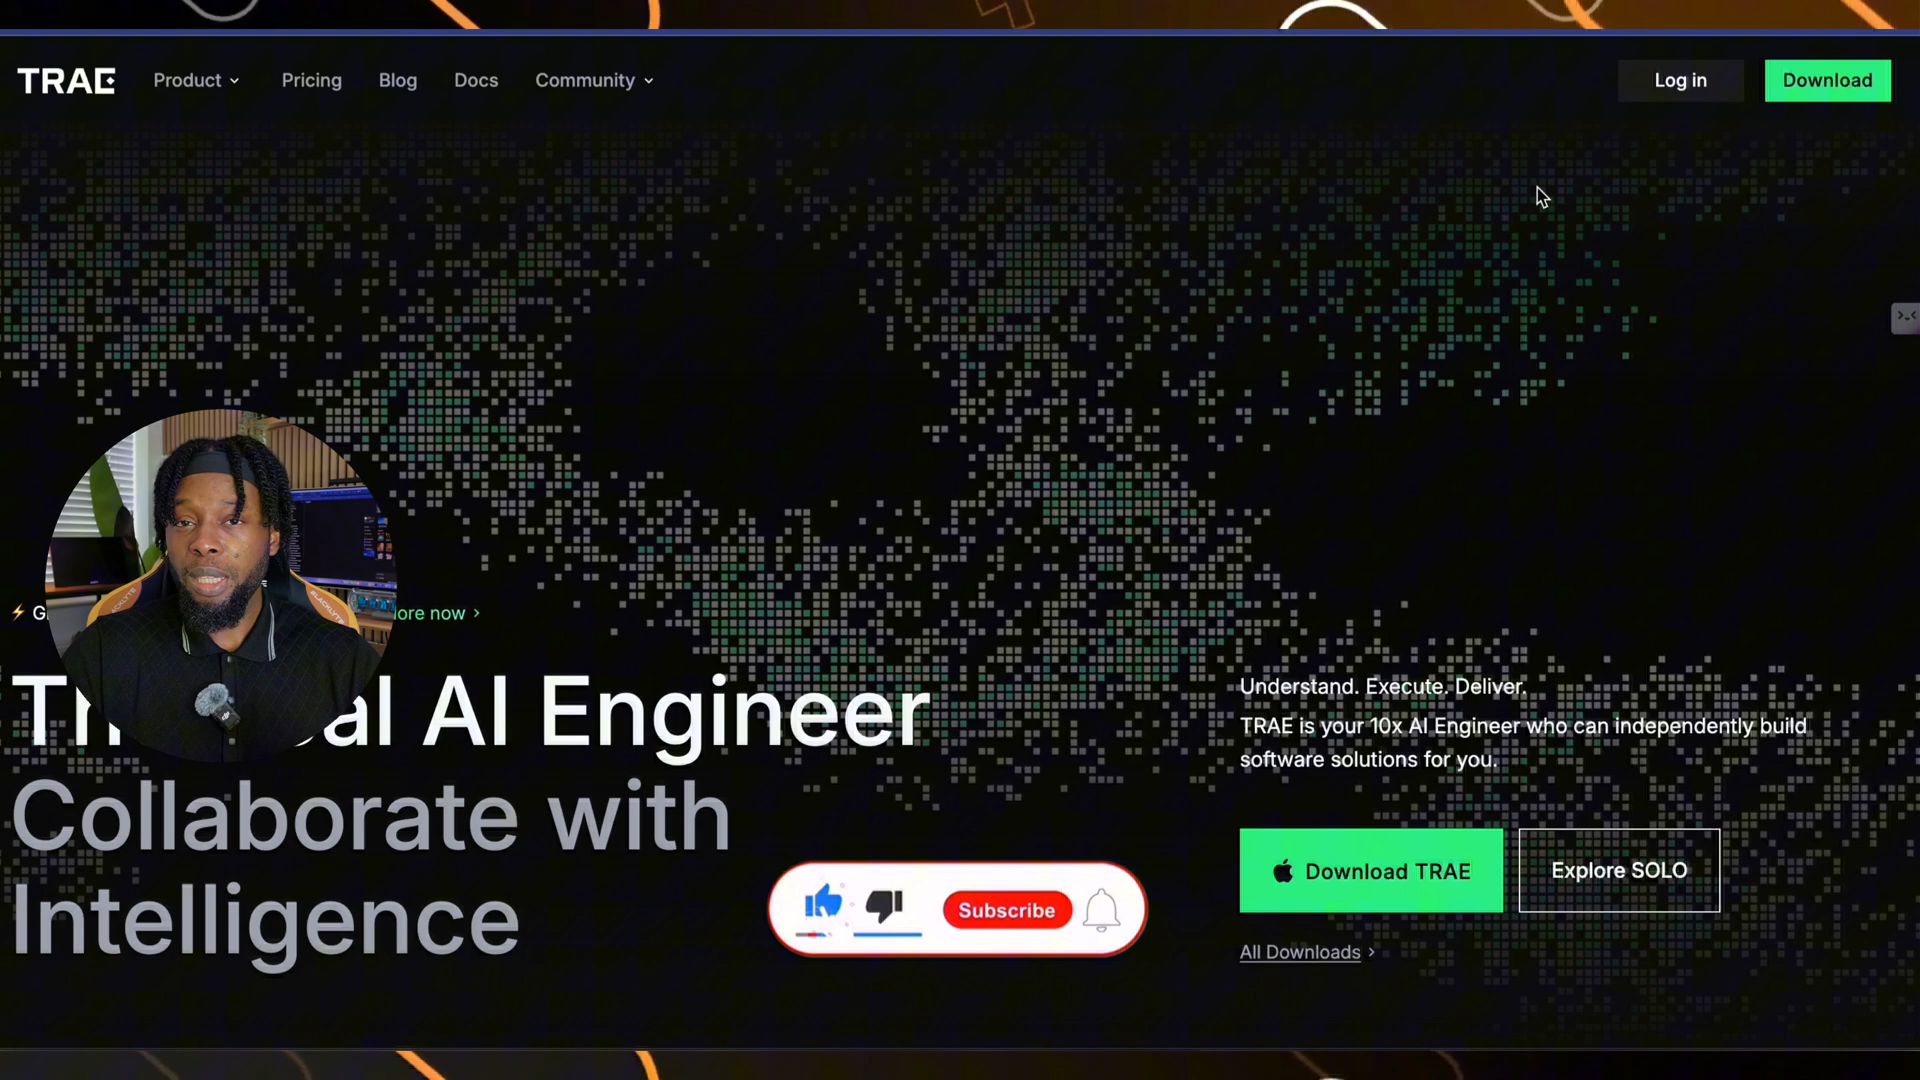 TRAE
Product
Pricing
Blog
Docs
Community
Log in
Download
BLACKLYTE
now >
AI Engineer
Collaborate with
Intelligence
Understand. Execute. Deliver.
TRAE is your 10x AI Engineer who can independently build
software solutions for you.
Download TRAE
Explore SOLO
All Downloads >
Subscribe